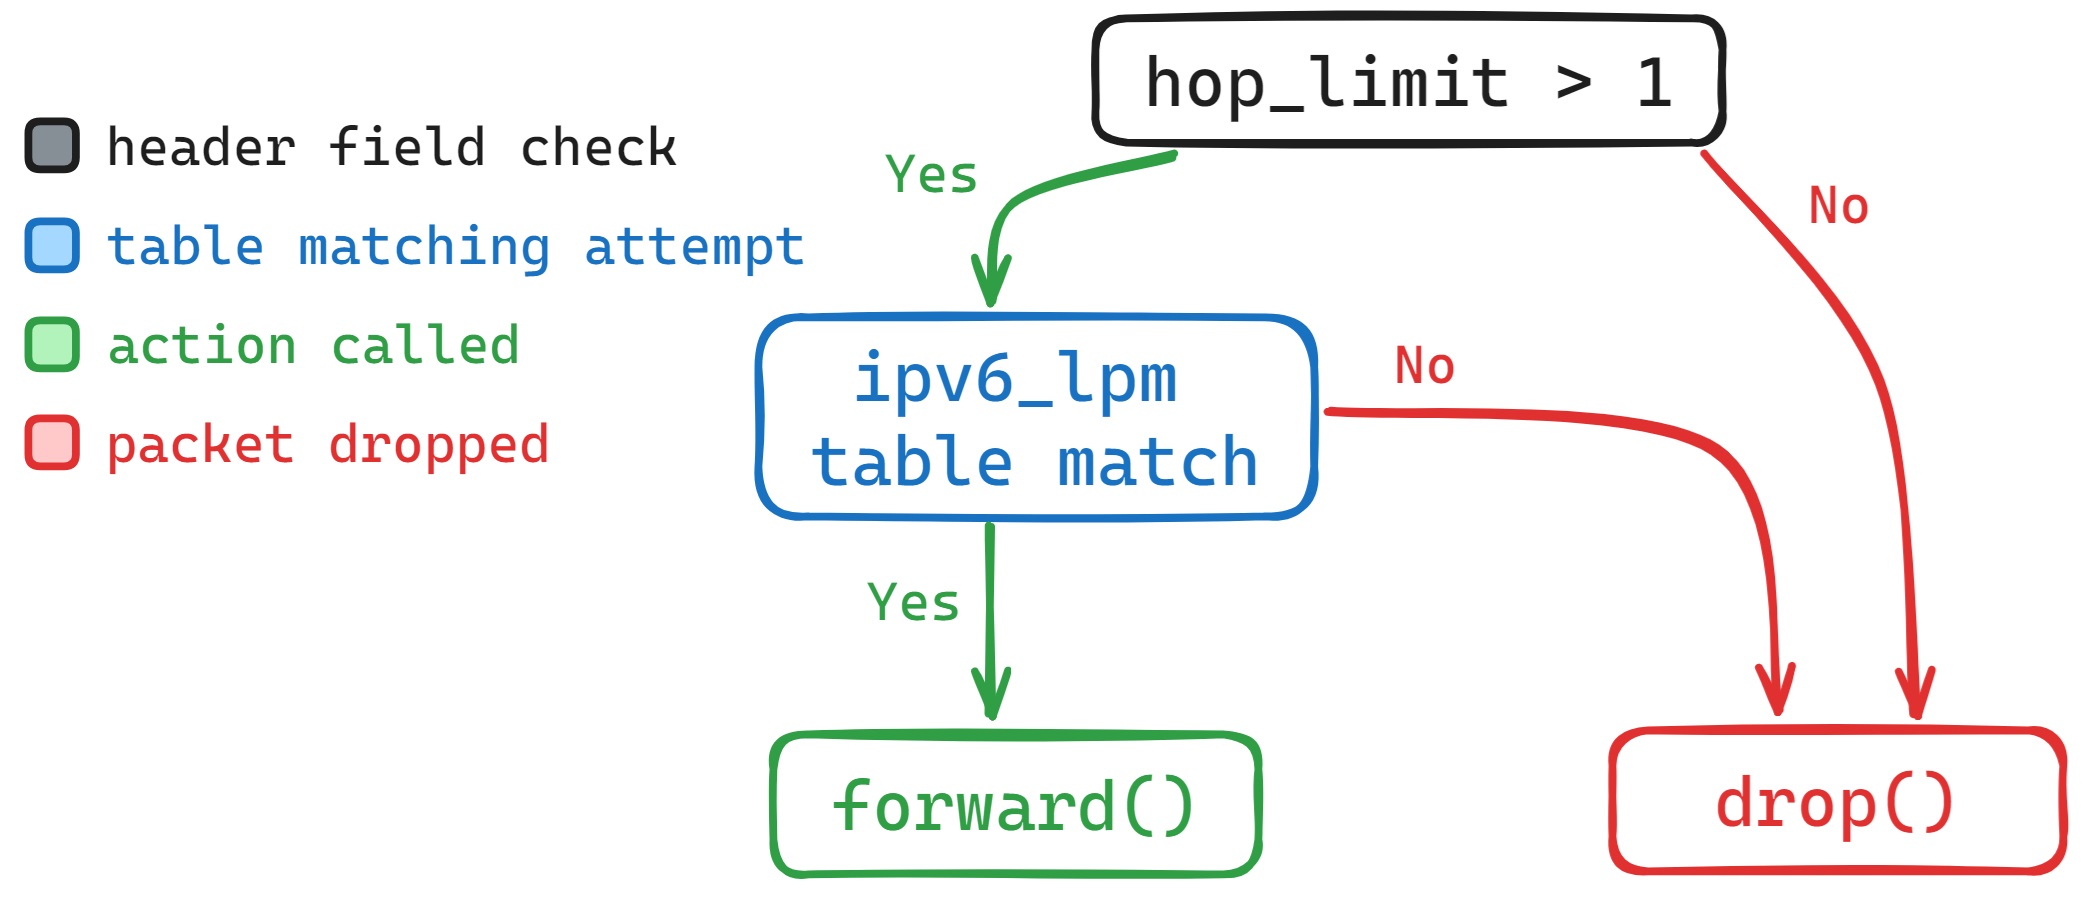 hop_limit > 1
header field check
table matching attempt
action called
packet dropped
Yes
No
ipv6_lpm
table match
No
Yes
forward()
drop()